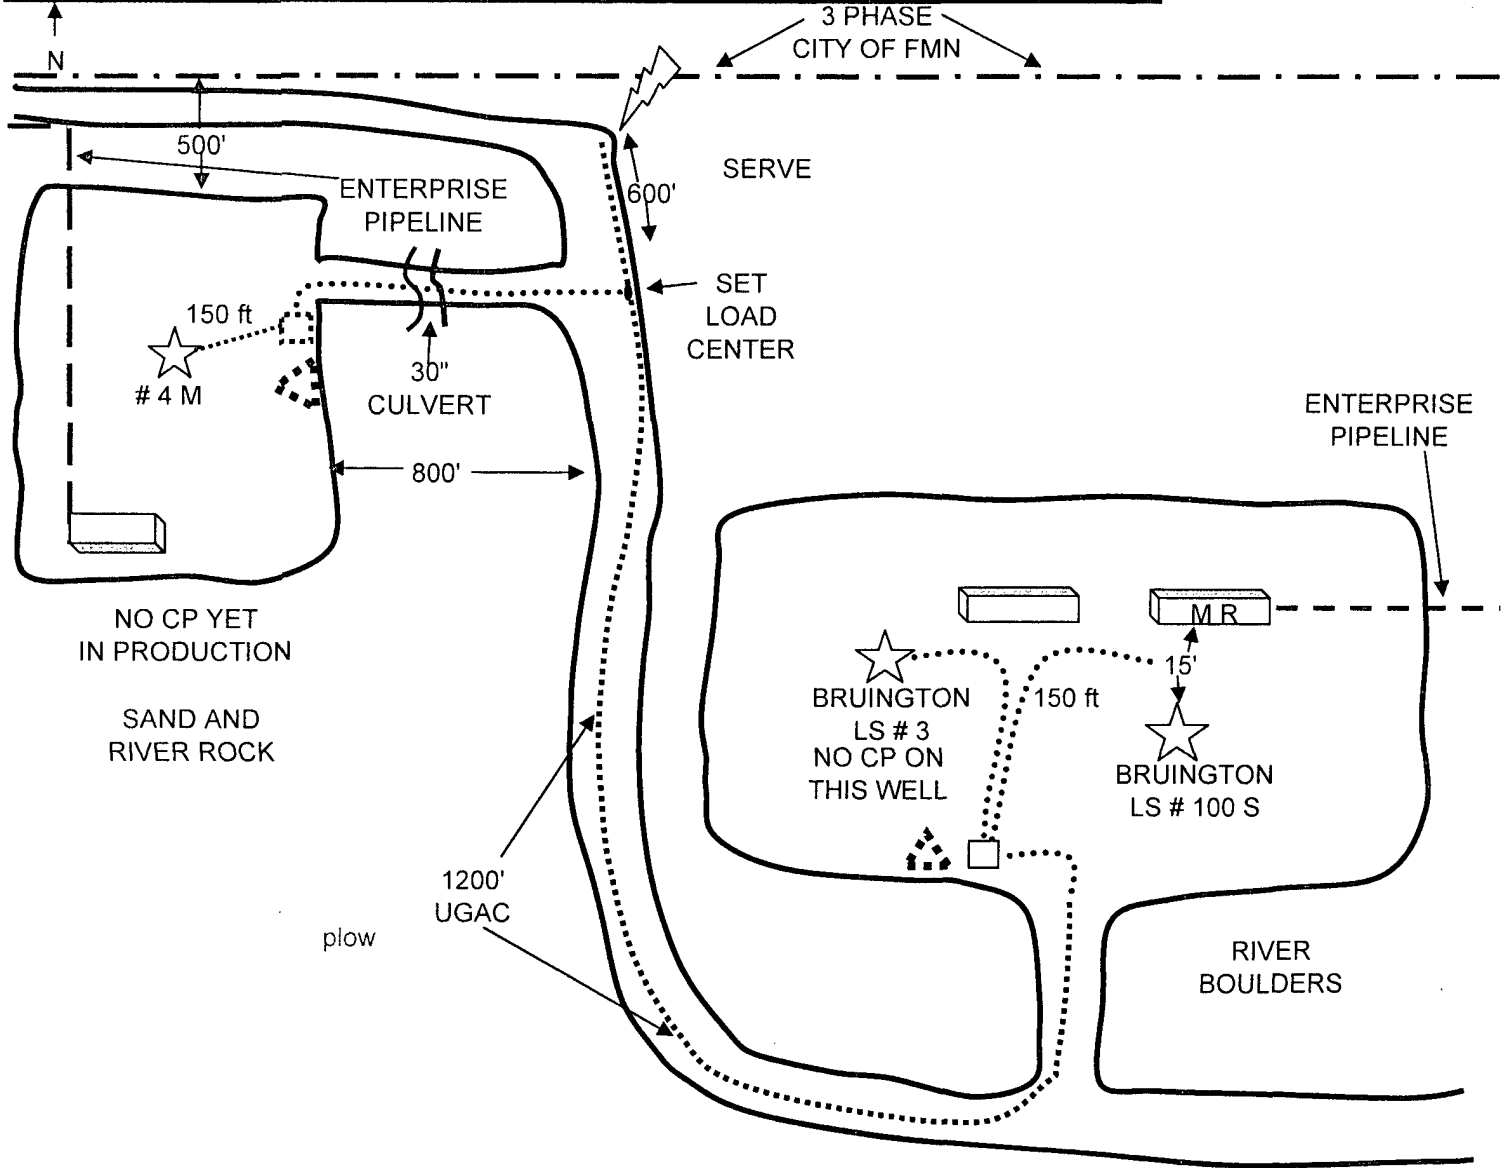 3 PHASE
CITY OF FMN
N
500'
ENTERPRISE
PIPELINE
600'
SERVE
SET
LOAD
CENTER
150 ft
# 4 M
30"
CULVERT
800'
ENTERPRISE
PIPELINE
NO CP YET
IN PRODUCTION
SAND AND
RIVER ROCK
M R
15'
150 ft
BRUINGTON
LS # 3
NO CP ON
THIS WELL
BRUINGTON
LS # 100 S
1200'
UGAC
plow
RIVER
BOULDERS